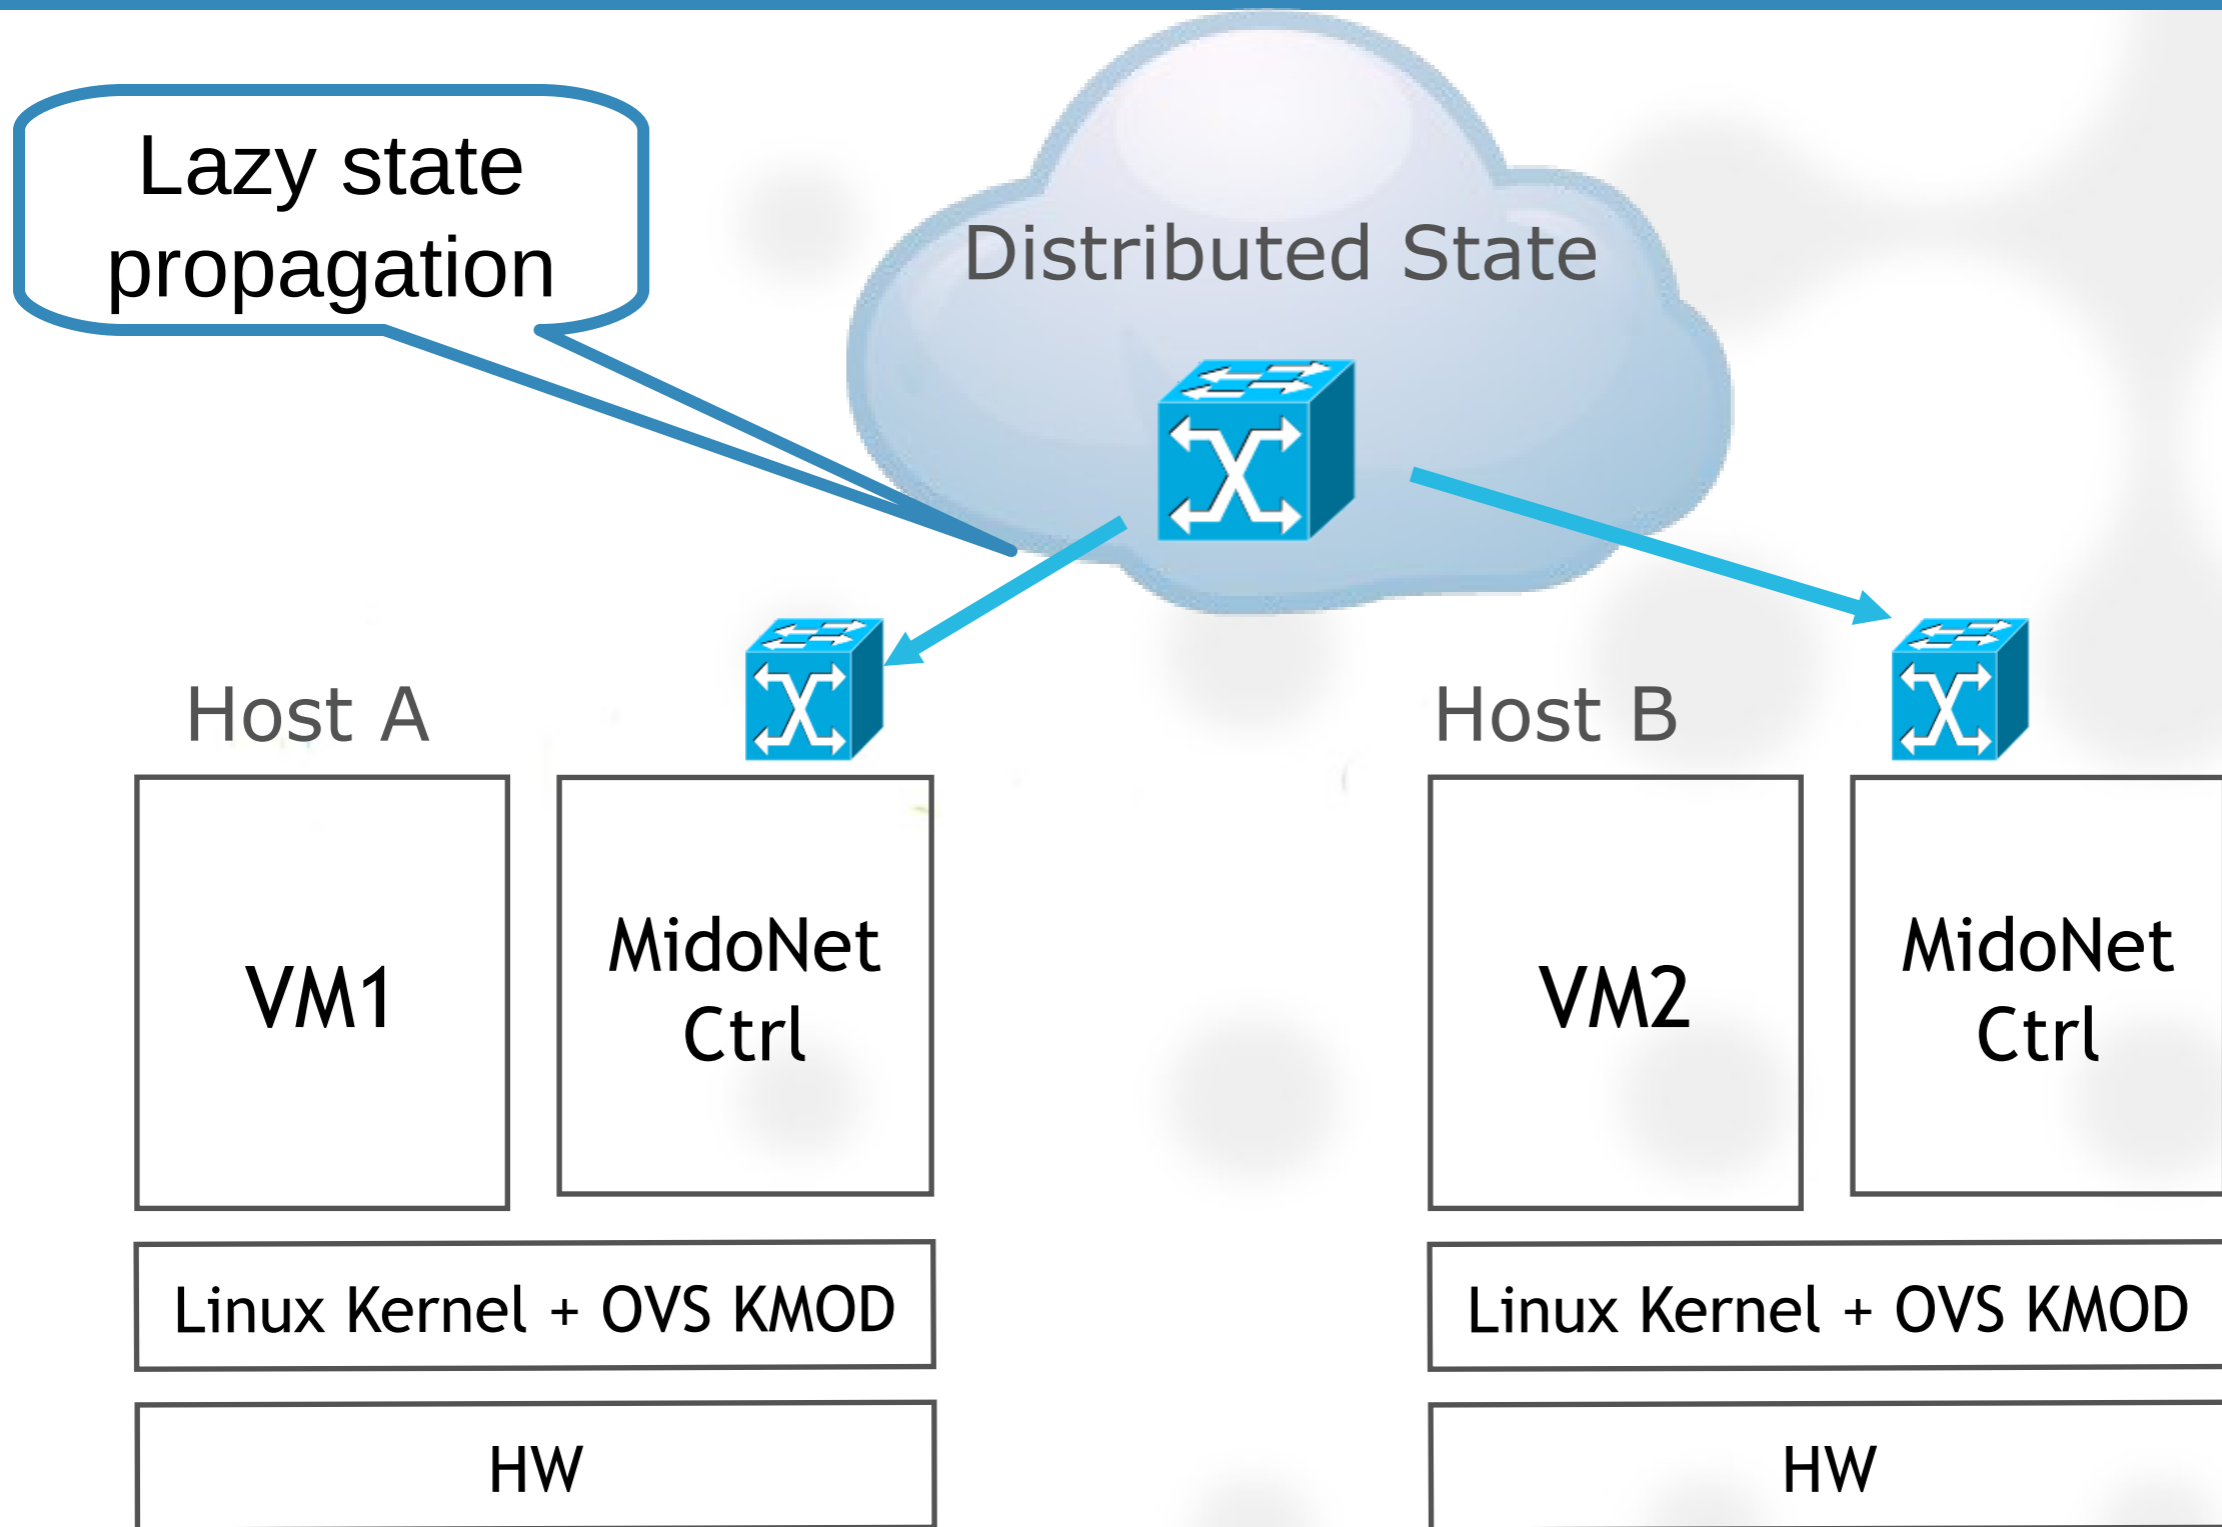 Lazy state
propagation
Distributed State
Host A
Host B
VM1
MidoNet
Ctrl
VM2
MidoNet
Ctrl
Linux Kernel + OVS KMOD
Linux Kernel + OVS KMOD
HW
HW